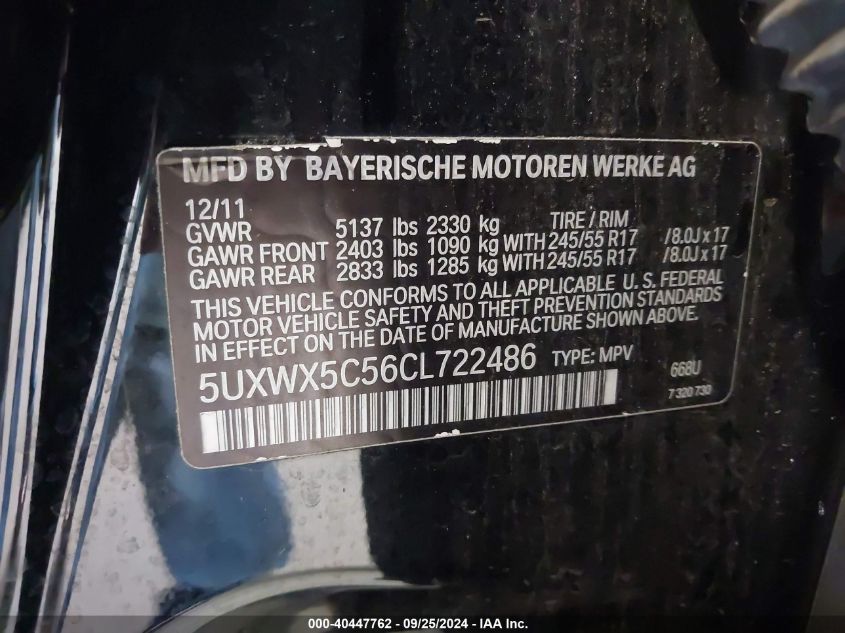 MFD BY BAYERISCHE MOTOREN WERKE AG
12/11
TIRE / RIM
GVWR 5137 lbs 2330 kg
GAWR FRONT 2403 lbs 1090 kg WITH 245/55 R17 /8.0J x 17
GAWR REAR 2833 lbs 1285 kg WITH 245/55 R17 /8.0J x 17
THIS VEHICLE CONFORMS TO ALL APPLICABLE U.S. FEDERAL
MOTOR VEHICLE SAFETY AND THEFT PREVENTION STANDARDS
IN EFFECT ON THE DATE OF MANUFACTURE SHOWN ABOVE.
5UXWX5C56CL722486 TYPE: MPV 668U
7 320 730
000-40447762 - 09/25/2024 - IAA Inc.